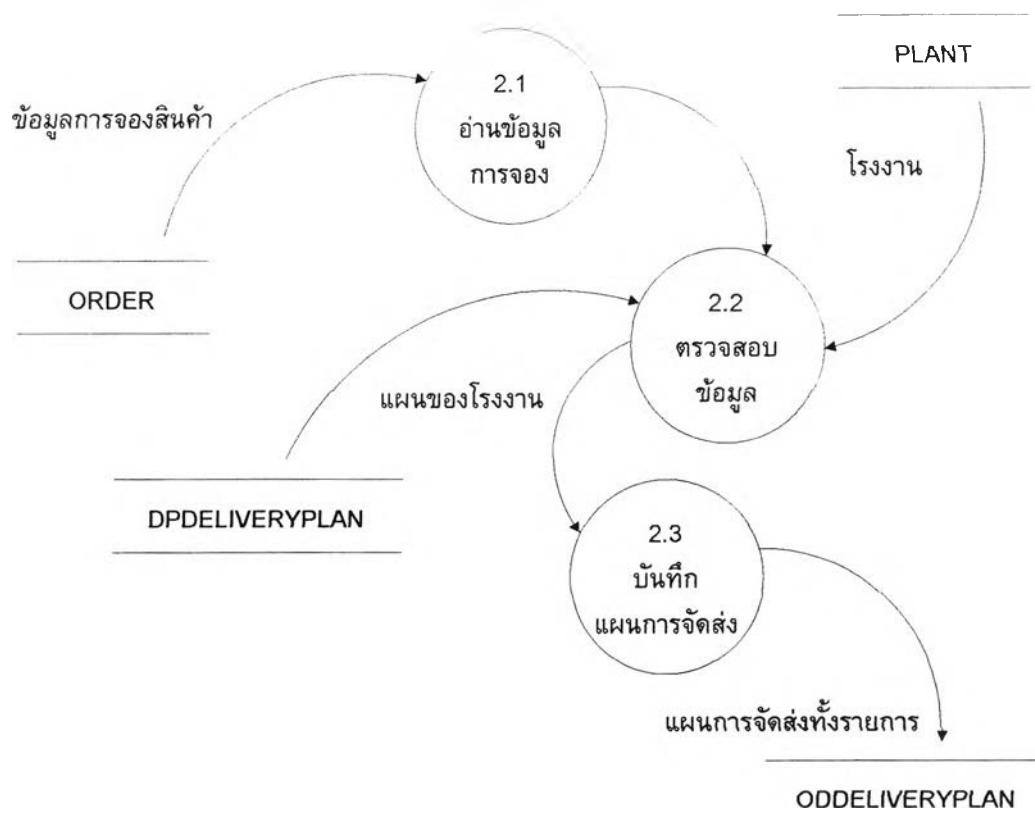 PLANT
2.1
อ่านข้อมูล
การจอง
ข้อมูลการจองสินค้า
โรงงาน
ORDER
2.2
ตรวจสอบ
ข้อมูล
แผนของโรงงาน
DPDELIVERYPLAN
2.3
บันทึก
แผนการจัดส่ง
แผนการจัดส่งทั้งรายการ
ODDELIVERYPLAN